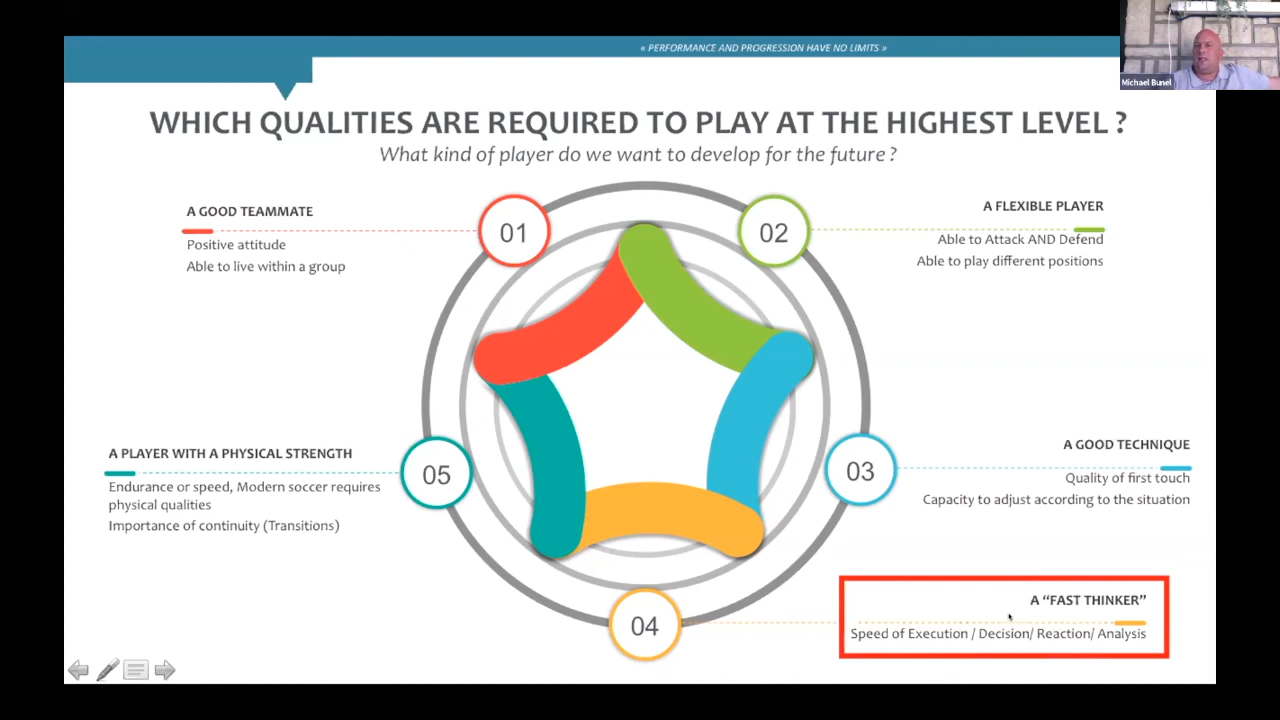 « PERFORMANCE AND PROGRESSION HAVE NO LIMITS »
Michael Bunel
WHICH QUALITIES ARE REQUIRED TO PLAY AT THE HIGHEST LEVEL ?
What kind of player do we want to develop for the future ?
01
A GOOD TEAMMATE
Positive attitude
Able to live within a group
02
A FLEXIBLE PLAYER
Able to Attack AND Defend
Able to play different positions
03
A GOOD TECHNIQUE
Quality of first touch
Capacity to adjust according to the situation
04
A “FAST THINKER”
Speed of Execution / Decision/ Reaction/ Analysis
05
A PLAYER WITH A PHYSICAL STRENGTH
Endurance or speed, Modern soccer requires
physical qualities
Importance of continuity (Transitions)